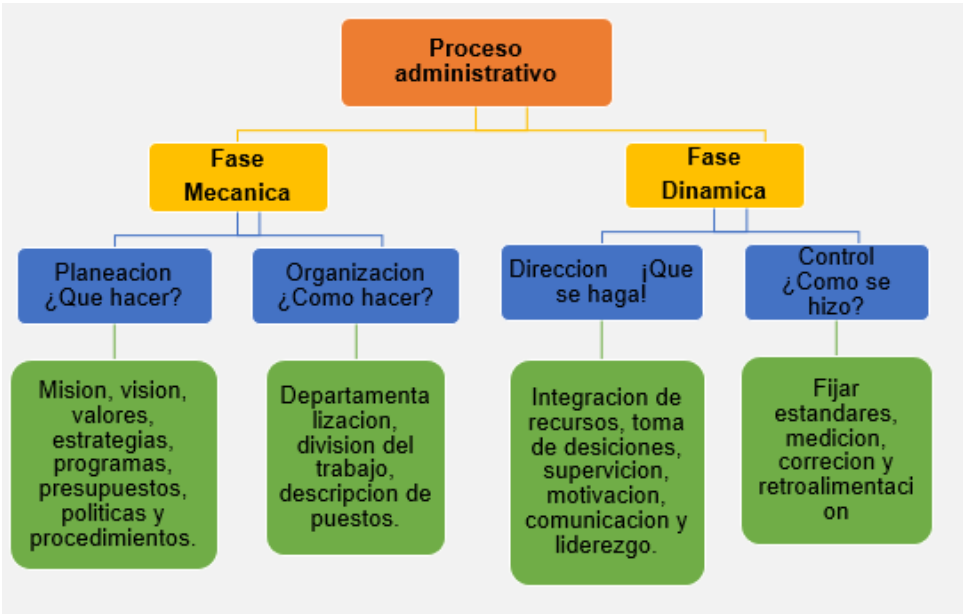 Proceso
administrativo
Fase
Mecanica
Fase
Dinamica
Planeacion
¿Que hacer?
Organizacion
¿Como hacer?
Direccion ¡Que
se haga!
Control
¿Como se
hizo?
Mision, vision,
valores,
estrategias,
programas,
presupuestos,
politicas y
procedimientos.
Departamenta
lizacion,
division del
trabajo,
descripcion de
puestos.
Integracion de
recursos, toma
de desiciones,
supervicion,
motivacion,
comunicacion y
liderezgo.
Fijar
estandares,
medicion,
correcion y
retroalimentaci
on